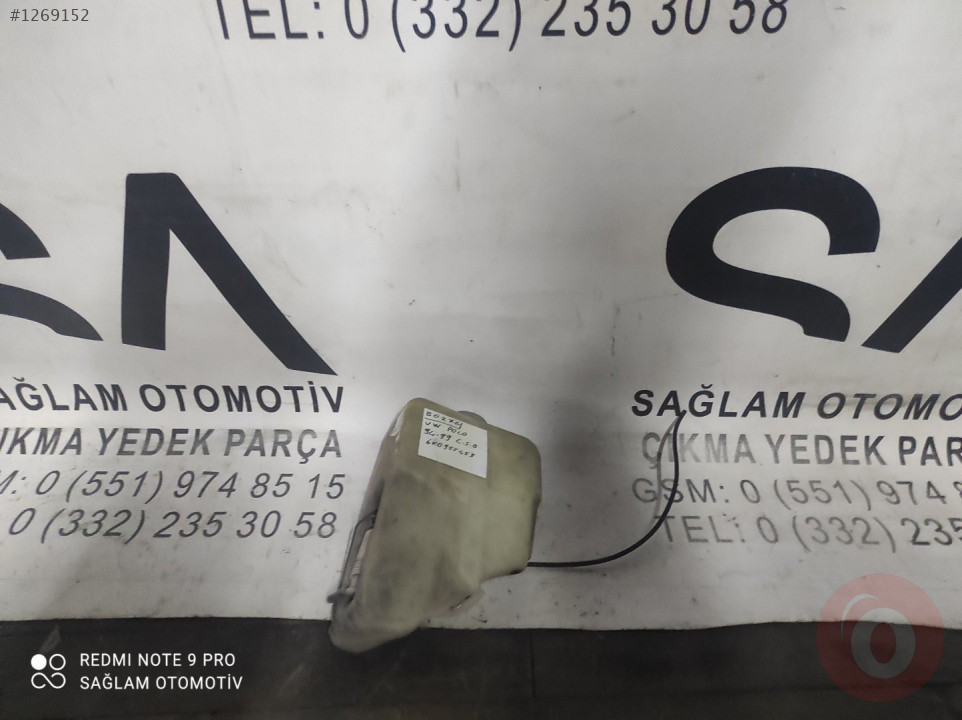 #1269152
TEL: 0 (332) 235 30 58
SA
SA
SAĞLAM OTOMOTİV
ÇIKMA YEDEK PARÇA
M: 0 (551) 974 85 15
0 (332) 235 30 58
SAĞLAM OTOMO
ÇIKMA YEDEK PAR
GSM: 0 (551) 974 8
TEL: 0 (332) 235
VW POLO
REDMI NOTE 9 PRO
SAĞLAM OTOMOTİV